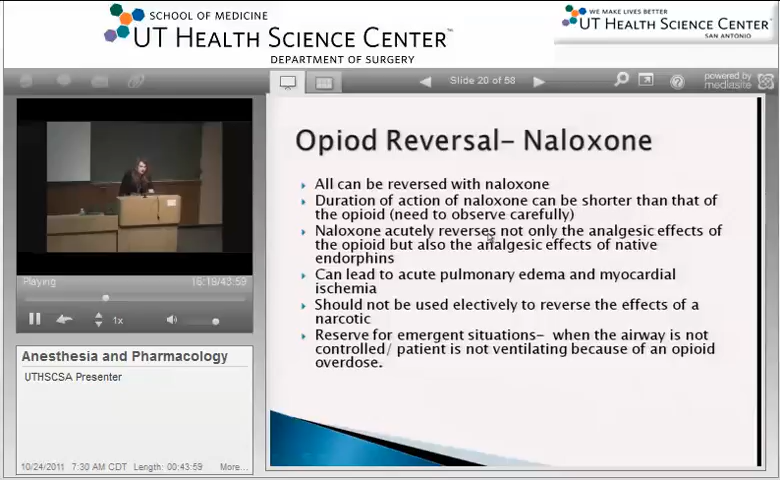 SCHOOL OF MEDICINE
UT HEALTH SCIENCE CENTER™
DEPARTMENT OF SURGERY
WE MAKE LIVES BETTER
UT HEALTH SCIENCE CENTER
SAN ANTONIO
Slide 20 of 58
powered by
mediasite
Opiod Reversal- Naloxone
All can be reversed with naloxone
Duration of action of naloxone can be shorter than that of
the opioid (need to observe carefully)
Naloxone acutely reverses not only the analgesic effects of
the opioid but also the analgesic effects of native
endorphins
Can lead to acute pulmonary edema and myocardial
ischemia
Should not be used electively to reverse the effects of a
narcotic
Reserve for emergent situations- when the airway is not
controlled/ patient is not ventilating because of an opioid
overdose.
Playing
16:19/43:59
1x
Anesthesia and Pharmacology
UTHSCSA Presenter
10/24/2011 7:30 AM CDT Length: 00:43:59 More...